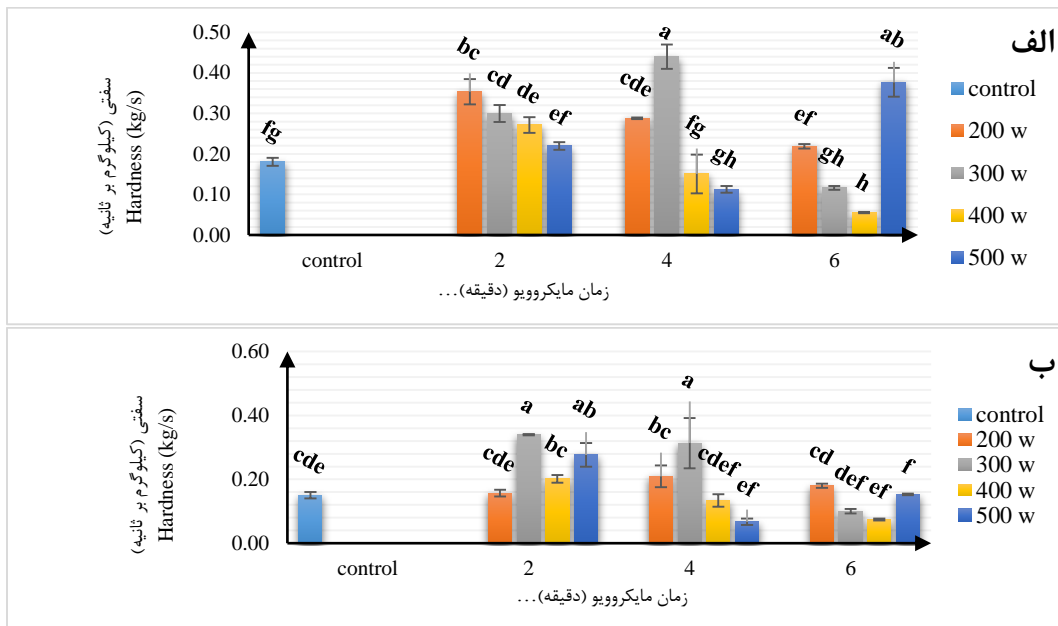 الف
سفتی (کیلوگرم بر ثانیه)
Hardness (kg/s)
0.50
0.40
0.30
0.20
0.10
0.00
fg
bc
cd
de
ef
cde
a
fg
gh
ef
gh
h
ab
control
2
4
6
زمان مایکروویو (دقیقه)...
control
200 w
300 w
400 w
500 w
ب
سفتی (کیلوگرم بر ثانیه)
Hardness (kg/s)
0.60
0.40
0.20
0.00
cde
cde
a
bc
ab
bc
a
cdef
ef
cd
def
ef
f
control
2
4
6
زمان مایکروویو (دقیقه)...
control
200 w
300 w
400 w
500 w